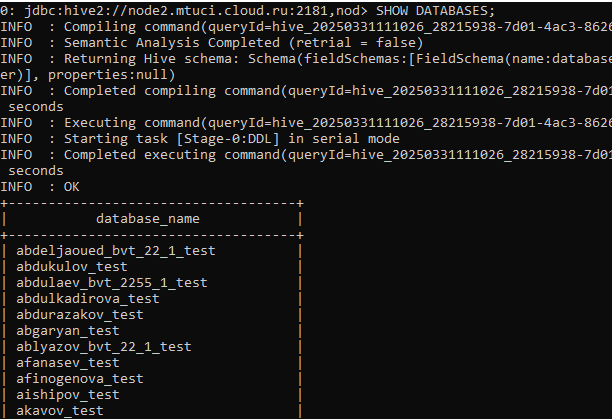 0: jdbc:hive2://node2.mtuci.cloud.ru:2181,nod> SHOW DATABASES;
INFO  : Compiling command(queryId=hive_20250331111026_28215938-7d01-4ac3-8626
INFO  : Semantic Analysis Completed (retrial = false)
INFO  : Returning Hive schema: Schema(fieldSchemas:[FieldSchema(name:database
er)], properties:null)
INFO  : Completed compiling command(queryId=hive_20250331111026_28215938-7d01
 seconds
INFO  : Executing command(queryId=hive_20250331111026_28215938-7d01-4ac3-8626
INFO  : Starting task [Stage-0:DDL] in serial mode
INFO  : Completed executing command(queryId=hive_20250331111026_28215938-7d01
 seconds
INFO  : OK
+------------------------------------+
|           database_name            |
+------------------------------------+
| abdeljaoued_bvt_22_1_test          |
| abdukulov_test                     |
| abdulaev_bvt_2255_1_test           |
| abdulkadirova_test                 |
| abdurazakov_test                   |
| abgaryan_test                      |
| ablyazov_bvt_22_1_test             |
| afanasev_test                      |
| afinogenova_test                   |
| aishipov_test                      |
| akavov_test                        |